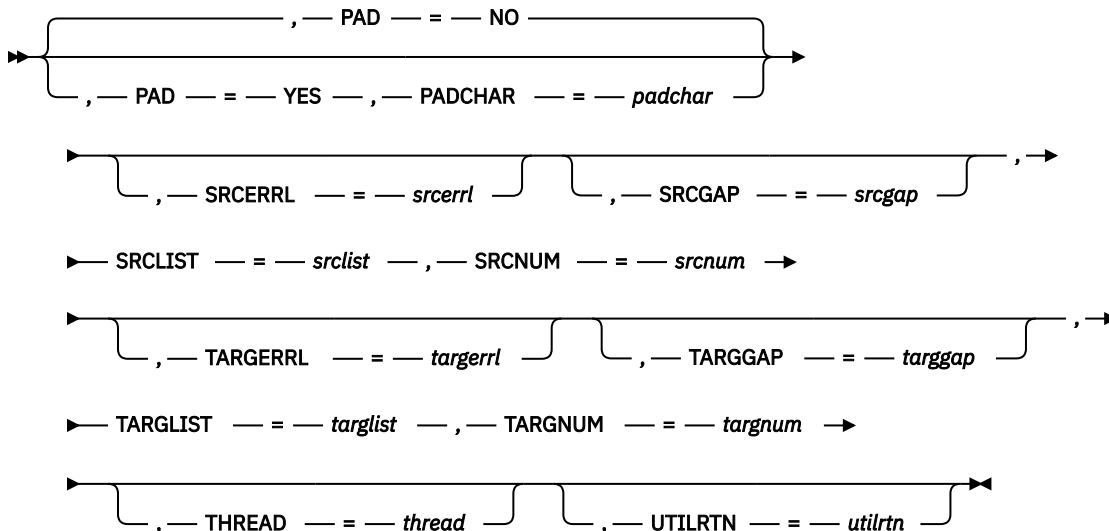 , PAD = NO
, PAD = YES , PADCHAR = padchar
, SRCERRL = srcerrl , SRCGAP = srcgap ,
SRCLIST = srclist , SRCNUM = srcnum
, TARGERRL = targerrl , TARGGAP = targgap ,
TARGLIST = targlist , TARGNUM = targnum
, THREAD = thread , UTILRTN = utilrtn